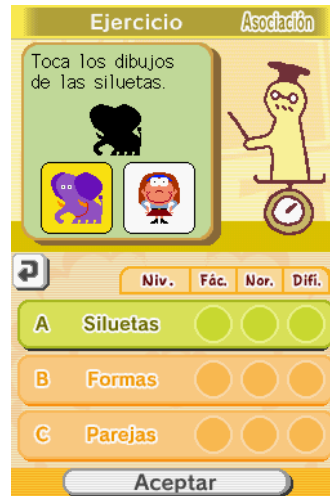 Ejercicio Asociación
Toca los dibujos
de las siluetas.
Niv. Fác. Nor. Difi.
A Siluetas
B Formas
C Parejas
Aceptar